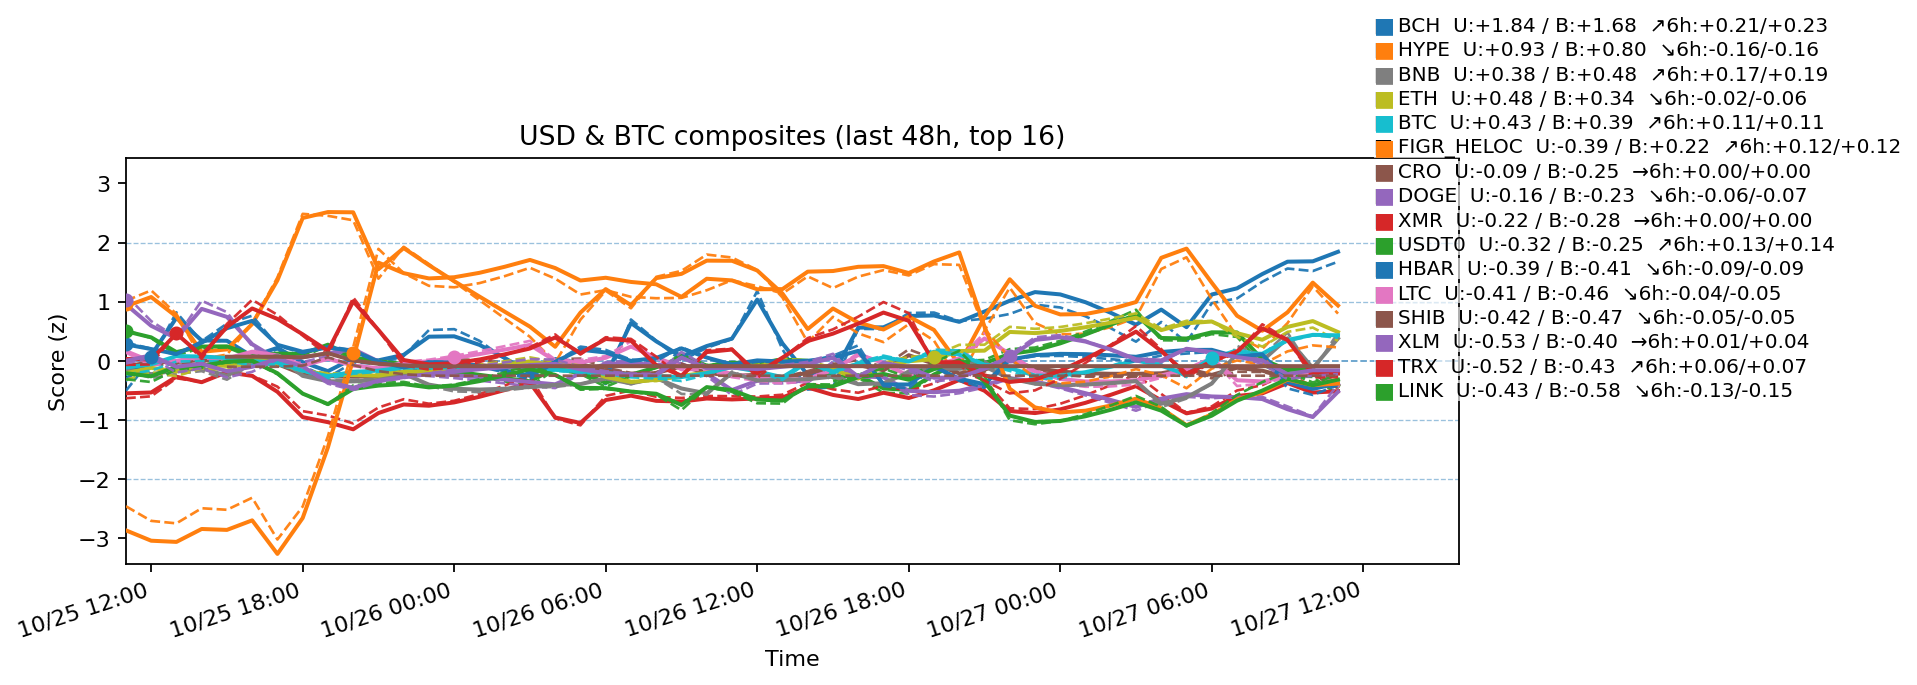 BCH U:+1.84 / B:+1.68 ↗6h:+0.21/+0.23
HYPE U:+0.93 / B:+0.80 ↘6h:-0.16/-0.16
BNB U:+0.38 / B:+0.48 ↗6h:+0.17/+0.19
ETH U:+0.48 / B:+0.34 ↘6h:-0.02/-0.06
BTC U:+0.43 / B:+0.39 ↗6h:+0.11/+0.11
FIGR_HELOC U:-0.39 / B:+0.22 ↗6h:+0.12/+0.12
CRO U:-0.09 / B:-0.25 →6h:+0.00/+0.00
DOGE U:-0.16 / B:-0.23 ↘6h:-0.06/-0.07
XMR U:-0.22 / B:-0.28 →6h:+0.00/+0.00
USDT0 U:-0.32 / B:-0.25 ↗6h:+0.13/+0.14
HBAR U:-0.39 / B:-0.41 ↘6h:-0.09/-0.09
LTC U:-0.41 / B:-0.46 ↘6h:-0.04/-0.05
SHIB U:-0.42 / B:-0.47 ↘6h:-0.05/-0.05
XLM U:-0.53 / B:-0.40 →6h:+0.01/+0.04
TRX U:-0.52 / B:-0.43 ↗6h:+0.06/+0.07
LINK U:-0.43 / B:-0.58 ↘6h:-0.13/-0.15
USD & BTC composites (last 48h, top 16)
Score (z)
3
2
1
0
−1
−2
−3
10/25 12:00
10/25 18:00
10/26 00:00
10/26 06:00
10/26 12:00
10/26 18:00
10/27 00:00
10/27 06:00
10/27 12:00
Time